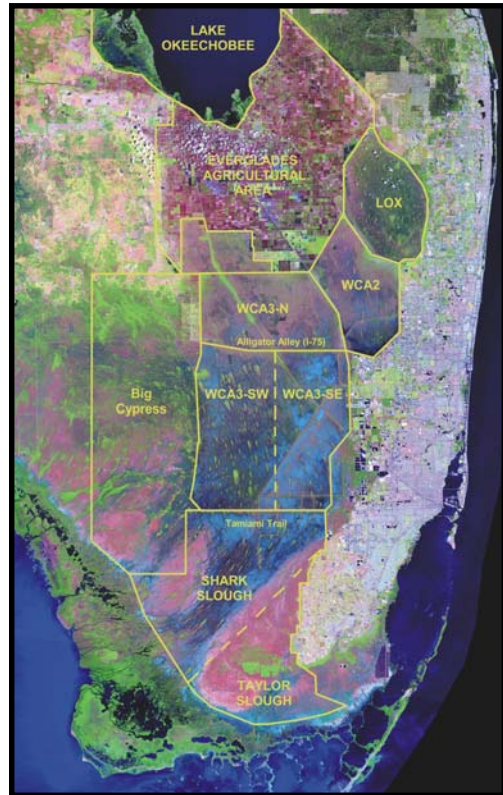 LAKE
OKEECHOBEE
EVERGLADES
AGRICULTURAL
AREA
LOX
WCA2
WCA3-N
Alligator Alley (I-75)
Big
Cypress
WCA3-SW
WCA3-SE
Tamiami Trail
SHARK
SLOUGH
TAYLOR
SLOUGH